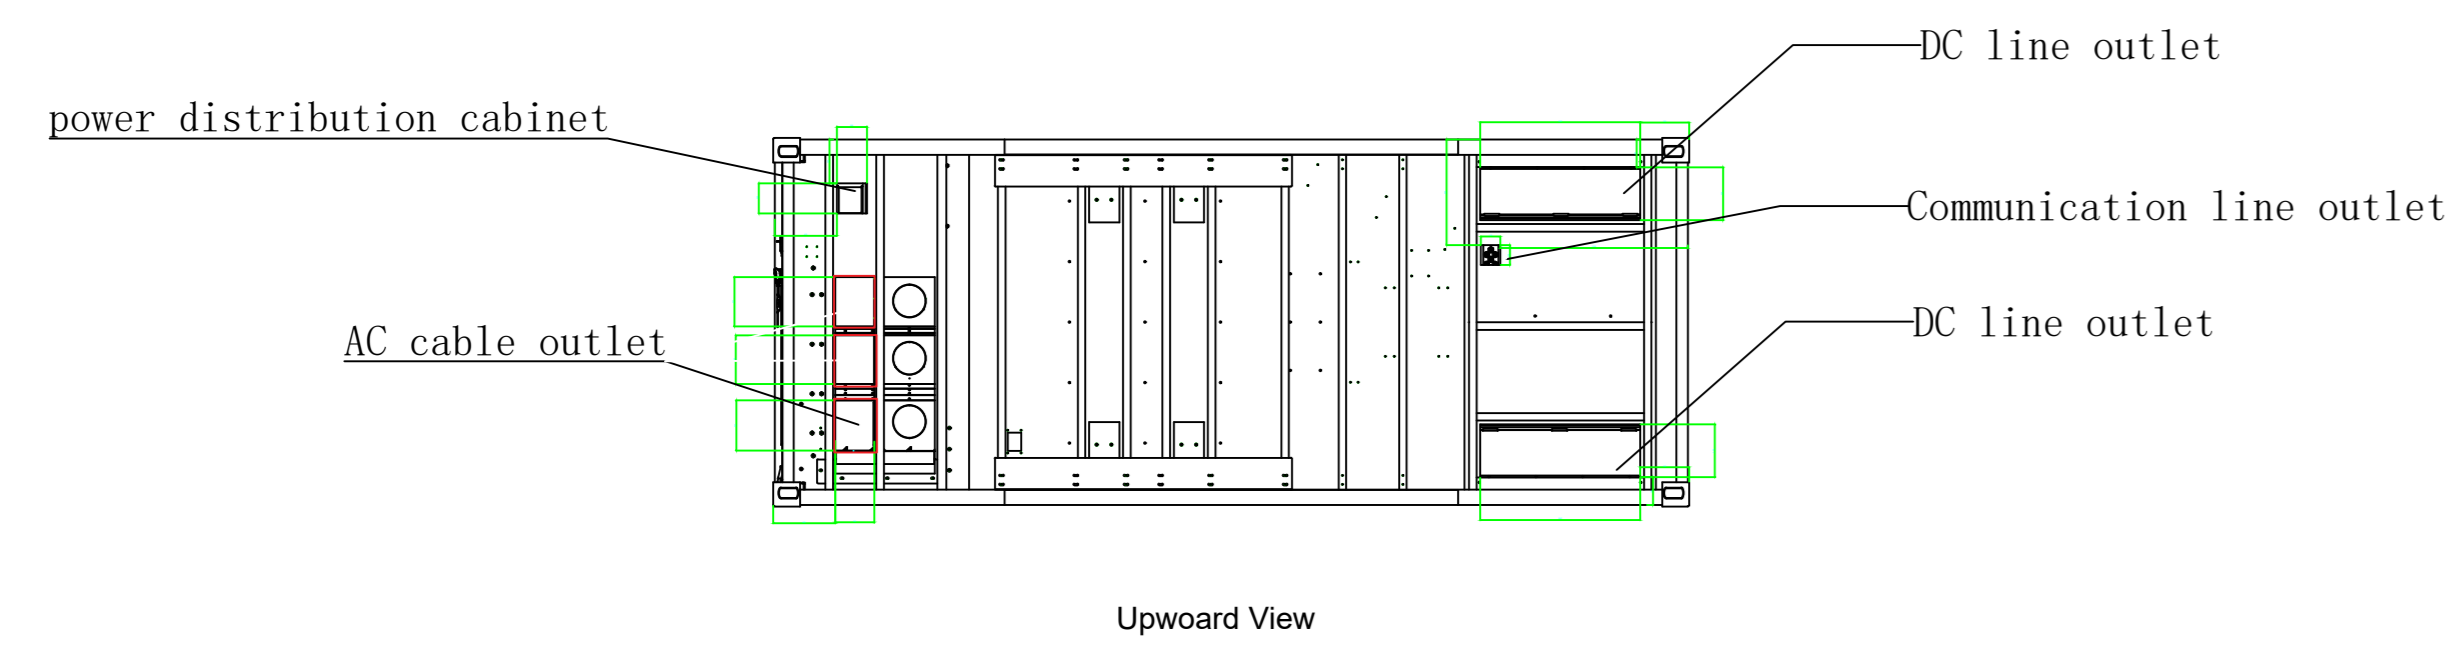 DC line outlet
power distribution cabinet
Communication line outlet
DC line outlet
AC cable outlet
Upwoard View